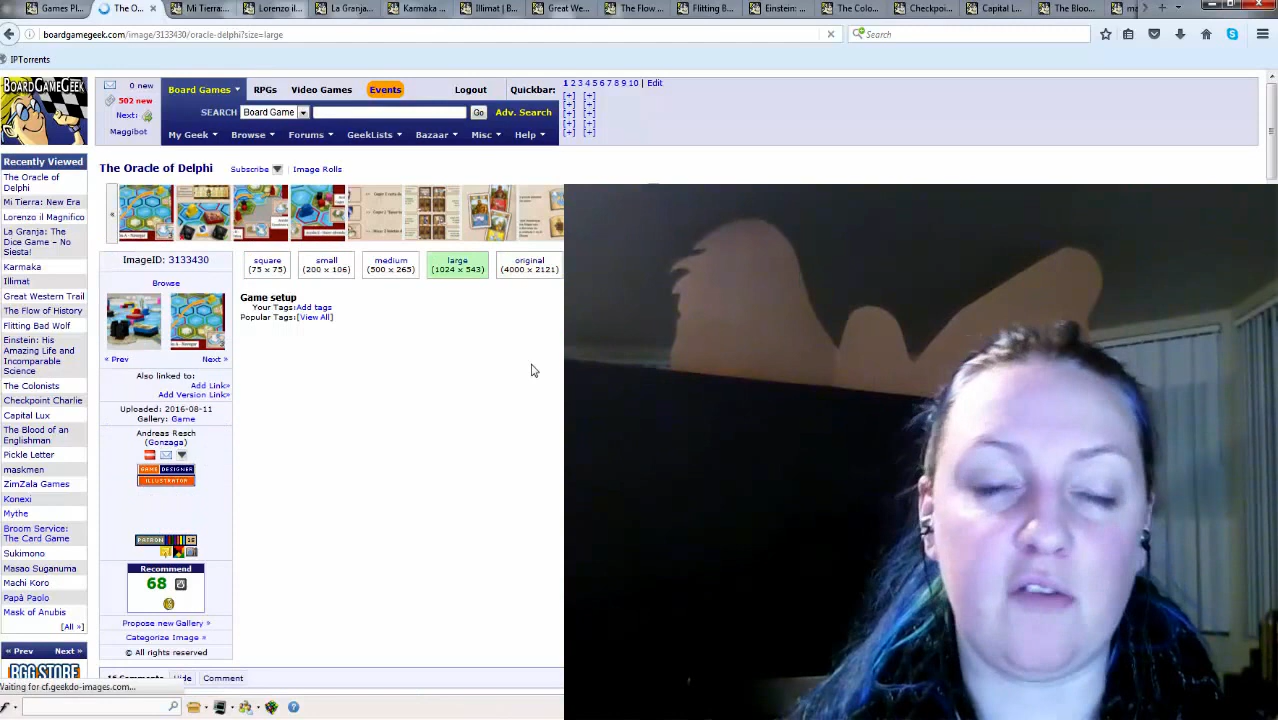 Games Pl...
The O...
Mi Tierra:...
Lorenzo il...
La Granja:...
Karmaka ...
Illimat | B...
Great We...
The Flow ...
Flitting B...
Einstein: ...
The Colo...
Checkpoi...
Capital L...
The Bloo...
boardgamegeek.com/image/3133430/oracle-delphi?size=large
Search
IPTorrents
BOARDGAMEGEEK
0 new
502 new
Next:
Maggibot
Board Games
RPGs
Video Games
Events
Logout
Quickbar:
1 2 3 4 5 6 7 8 9 10 | Edit
[+] [+]
[+] [+]
[+] [+]
[+] [+]
[+] [+]
SEARCH
Board Game
Go
Adv. Search
My Geek
Browse
Forums
GeekLists
Bazaar
Misc
Help
Recently Viewed
The Oracle of
Delphi
Mi Tierra: New Era
Lorenzo il Magnifico
La Granja: The
Dice Game – No
Siesta!
Karmaka
Illimat
Great Western Trail
The Flow of History
Flitting Bad Wolf
Einstein: His
Amazing Life and
Incomparable
Science
The Colonists
Checkpoint Charlie
Capital Lux
The Blood of an
Englishman
Pickle Letter
maskmen
ZimZala Games
Konexi
Mythe
Broom Service:
The Card Game
Sukimono
Masao Suganuma
Machi Koro
Papà Paolo
Mask of Anubis
[All »]
« Prev Next »
BGG STORE
The Oracle of Delphi
Subscribe
Image Rolls
«
ImageID: 3133430
Browse
« Prev
Next »
Also linked to:
Add Link»
Add Version Link»
Uploaded: 2016-08-11
Gallery: Game
Andreas Resch
(Gonzaga)
GAME DESIGNER
ILLUSTRATOR
PATRON
Recommend
68
Propose new Gallery »
Categorize Image »
© All rights reserved
square
(75 x 75)
small
(200 x 106)
medium
(500 x 265)
large
(1024 x 543)
original
(4000 x 2121)
Game setup
Your Tags:Add tags
Popular Tags:[View All]
16 Comments
Hide
Comment
Waiting for cf.geekdo-images.com...